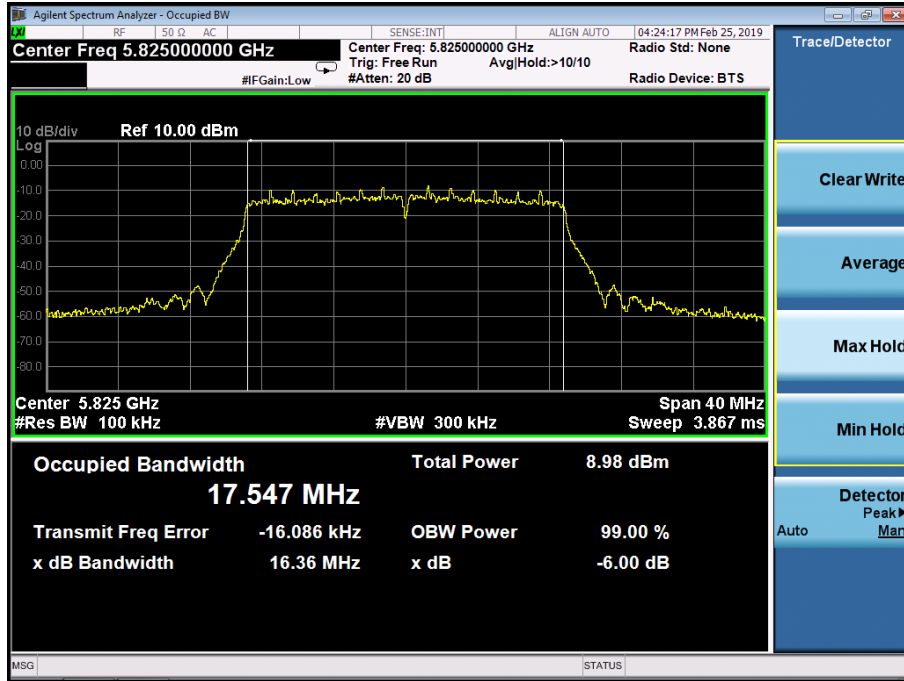 Agilent Spectrum Analyzer - Occupied BW
LXI RF 50 Ω AC SENSE:INT ALIGN AUTO 04:24:17 PM Feb 25, 2019
Center Freq 5.825000000 GHz
Center Freq: 5.825000000 GHz Radio Std: None
Trig: Free Run Avg|Hold:>10/10
#IFGain:Low #Atten: 20 dB Radio Device: BTS
10 dB/div Ref 10.00 dBm
Log
0.00
-10.0
-20.0
-30.0
-40.0
-50.0
-60.0
-70.0
-80.0
Center 5.825 GHz Span 40 MHz
#Res BW 100 kHz #VBW 300 kHz Sweep 3.867 ms
Occupied Bandwidth Total Power 8.98 dBm
17.547 MHz
Transmit Freq Error -16.086 kHz OBW Power 99.00 %
x dB Bandwidth 16.36 MHz x dB -6.00 dB
MSG STATUS
Trace/Detector
Clear Write
Average
Max Hold
Min Hold
Detector
Peak▶
Auto Man